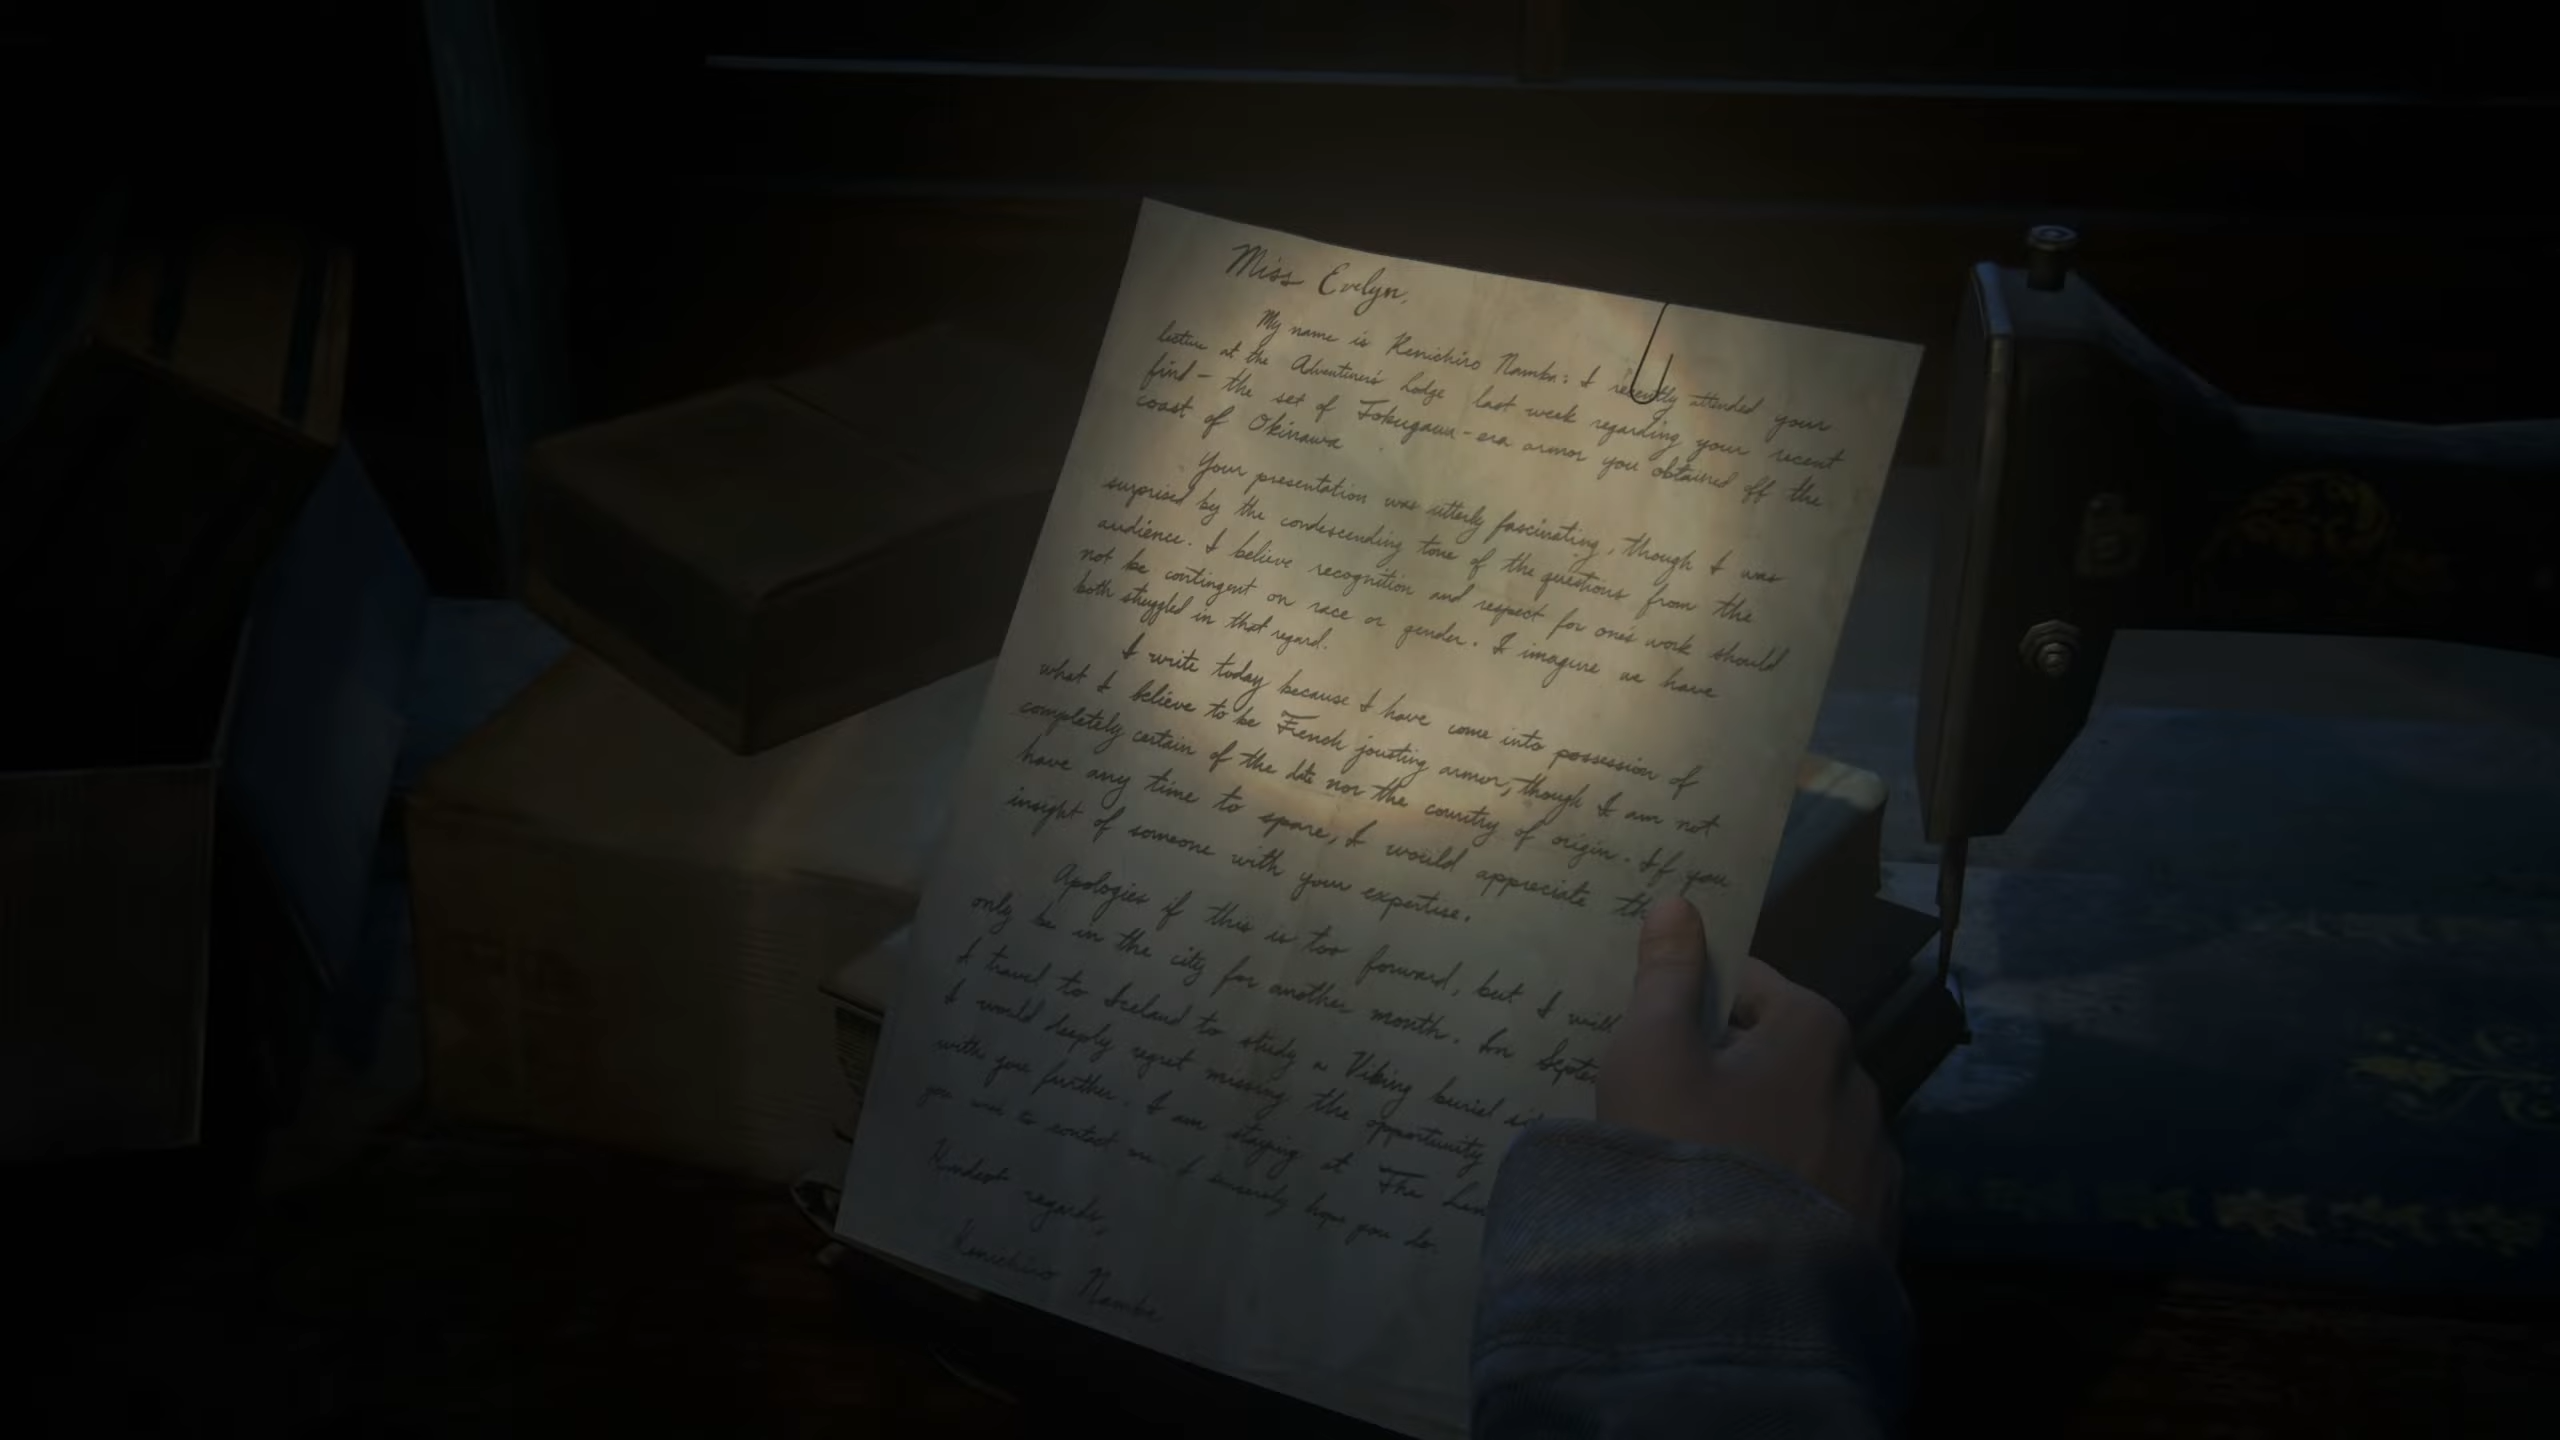 Miss Evelyn,
My name is Kenichiro Namba: I recently attended your
lecture at the Adventurer's Lodge last week regarding your recent
find - the set of Tokugawa-era armor you obtained off the
coast of Okinawa
Your presentation was utterly fascinating, though I was
surprised by the condescending tone of the questions from the
audience. I believe recognition and respect for one's work should
not be contingent on race or gender. I imagine we have
both struggled in that regard.
I write today because I have come into possession of
what I believe to be French jousting armor, though I am not
completely certain of the date nor the country of origin. If you
have any time to spare, I would appreciate th
insight of someone with your expertise.
Apologies if this is too forward, but I will
only be in the city for another month. In Septem
I travel to Iceland to study a Viking burial si
I would deeply regret missing the opportunity
with you further. I am staying at The
you wish to contact me. I sincerely hope you do.
Kindest regards,
Kenichiro Namba